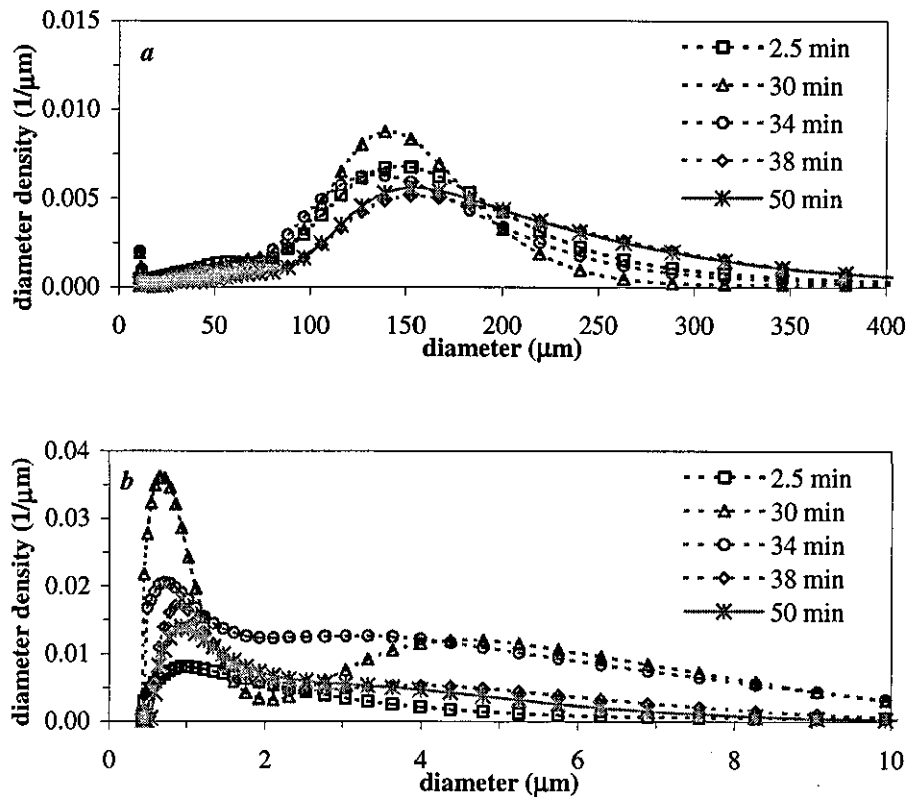 diameter density (1/µm)
0.015
0.010
0.005
0.000
a
2.5 min
30 min
34 min
38 min
50 min
0 50 100 150 200 250 300 350 400
diameter (µm)
diameter density (1/µm)
0.04
0.03
0.02
0.01
0.00
b
2.5 min
30 min
34 min
38 min
50 min
0 2 4 6 8 10
diameter (µm)